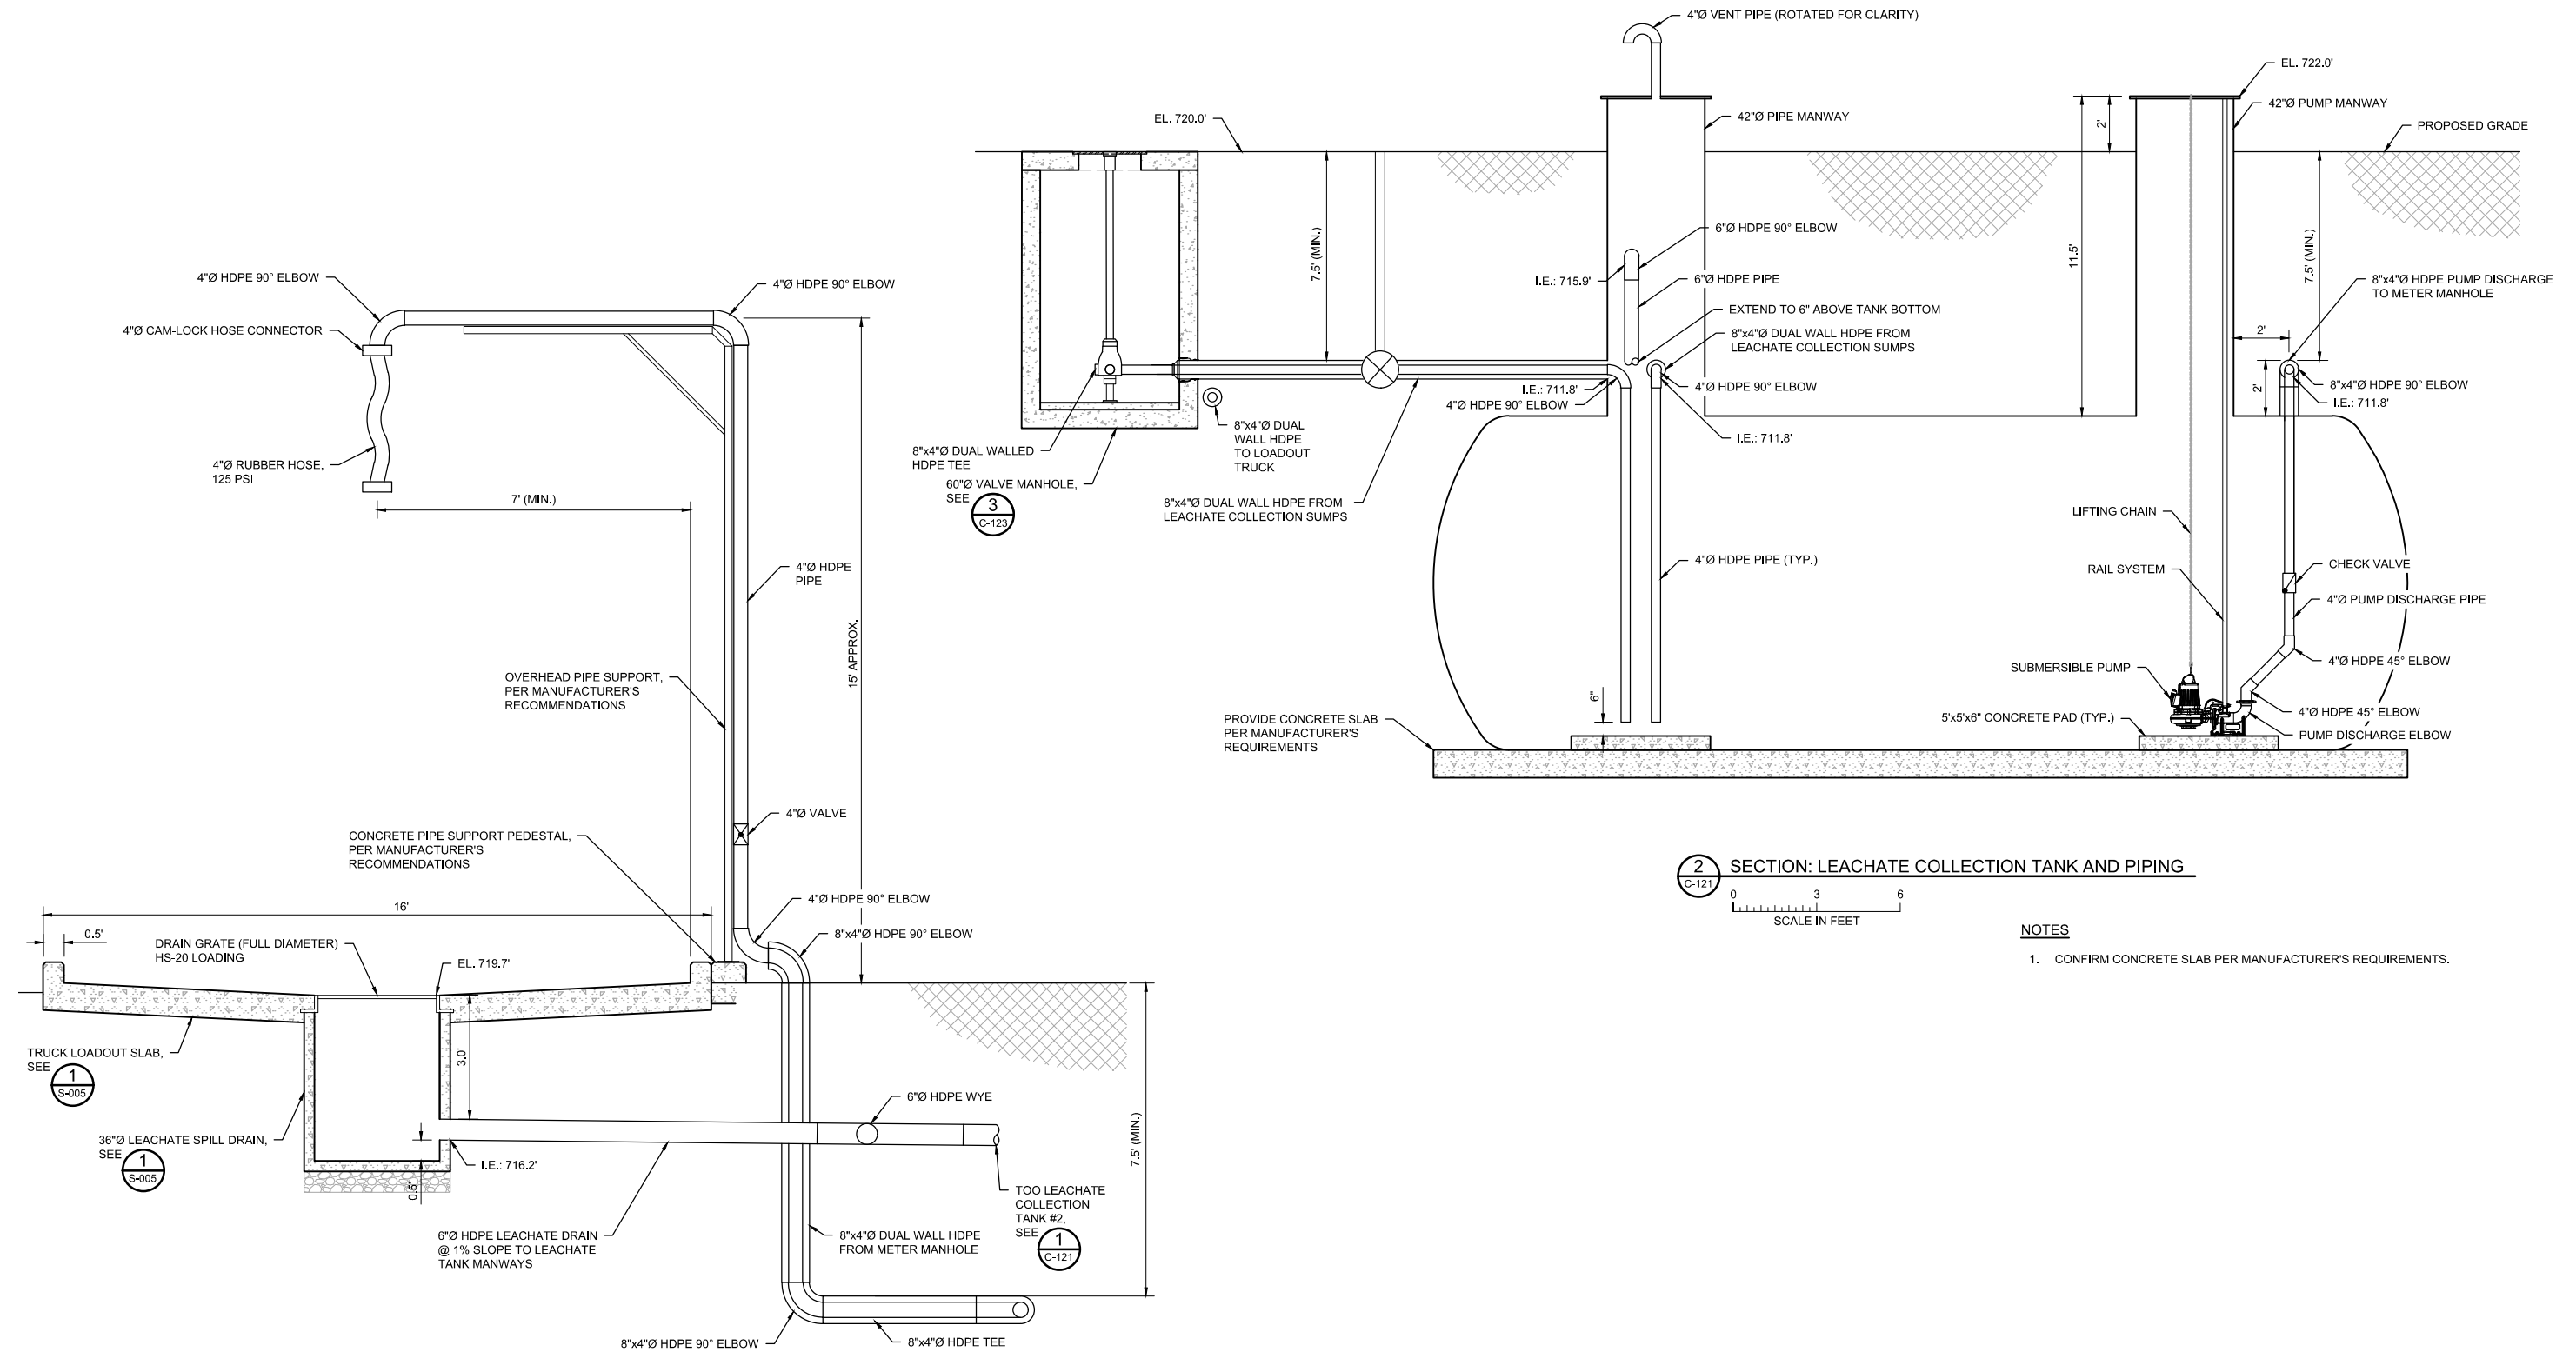 4"Ø HDPE 90° ELBOW
4"Ø CAM-LOCK HOSE CONNECTOR
4"Ø RUBBER HOSE,
125 PSI
4"Ø HDPE 90° ELBOW
7' (MIN.)
4"Ø HDPE
PIPE
15' APPROX.
OVERHEAD PIPE SUPPORT,
PER MANUFACTURER'S
RECOMMENDATIONS
4"Ø VALVE
CONCRETE PIPE SUPPORT PEDESTAL,
PER MANUFACTURER'S
RECOMMENDATIONS
16'
0.5'
DRAIN GRATE (FULL DIAMETER)
HS-20 LOADING
EL. 719.7'
4"Ø HDPE 90° ELBOW
8"x4"Ø HDPE 90° ELBOW
TRUCK LOADOUT SLAB,
SEE
1
S-005
3.0'
36"Ø LEACHATE SPILL DRAIN,
SEE
1
S-005
I.E.: 716.2'
0.5'
6"Ø HDPE WYE
7.5' (MIN.)
TOO LEACHATE
COLLECTION
TANK #2,
SEE
1
C-121
6"Ø HDPE LEACHATE DRAIN
@ 1% SLOPE TO LEACHATE
TANK MANWAYS
8"x4"Ø DUAL WALL HDPE
FROM METER MANHOLE
8"x4"Ø HDPE 90° ELBOW
8"x4"Ø HDPE TEE
4"Ø VENT PIPE (ROTATED FOR CLARITY)
EL. 720.0'
42"Ø PIPE MANWAY
EL. 722.0'
42"Ø PUMP MANWAY
2'
PROPOSED GRADE
7.5' (MIN.)
6"Ø HDPE 90° ELBOW
I.E.: 715.9'
6"Ø HDPE PIPE
EXTEND TO 6" ABOVE TANK BOTTOM
8"x4"Ø DUAL WALL HDPE FROM
LEACHATE COLLECTION SUMPS
11.5'
7.5' (MIN.)
8"x4"Ø HDPE PUMP DISCHARGE
TO METER MANHOLE
2'
I.E.: 711.8'
4"Ø HDPE 90° ELBOW
4"Ø HDPE 90° ELBOW
2'
8"x4"Ø HDPE 90° ELBOW
I.E.: 711.8'
8"x4"Ø DUAL
WALL HDPE
TO LOADOUT
TRUCK
I.E.: 711.8'
8"x4"Ø DUAL WALLED
HDPE TEE
60"Ø VALVE MANHOLE,
SEE
3
C-123
8"x4"Ø DUAL WALL HDPE FROM
LEACHATE COLLECTION SUMPS
4"Ø HDPE PIPE (TYP.)
LIFTING CHAIN
RAIL SYSTEM
CHECK VALVE
4"Ø PUMP DISCHARGE PIPE
SUBMERSIBLE PUMP
4"Ø HDPE 45° ELBOW
6"
PROVIDE CONCRETE SLAB
PER MANUFACTURER'S
REQUIREMENTS
5'x5'x6" CONCRETE PAD (TYP.)
4"Ø HDPE 45° ELBOW
PUMP DISCHARGE ELBOW
2
C-121
SECTION: LEACHATE COLLECTION TANK AND PIPING
0 3 6
SCALE IN FEET
NOTES
1. CONFIRM CONCRETE SLAB PER MANUFACTURER'S REQUIREMENTS.